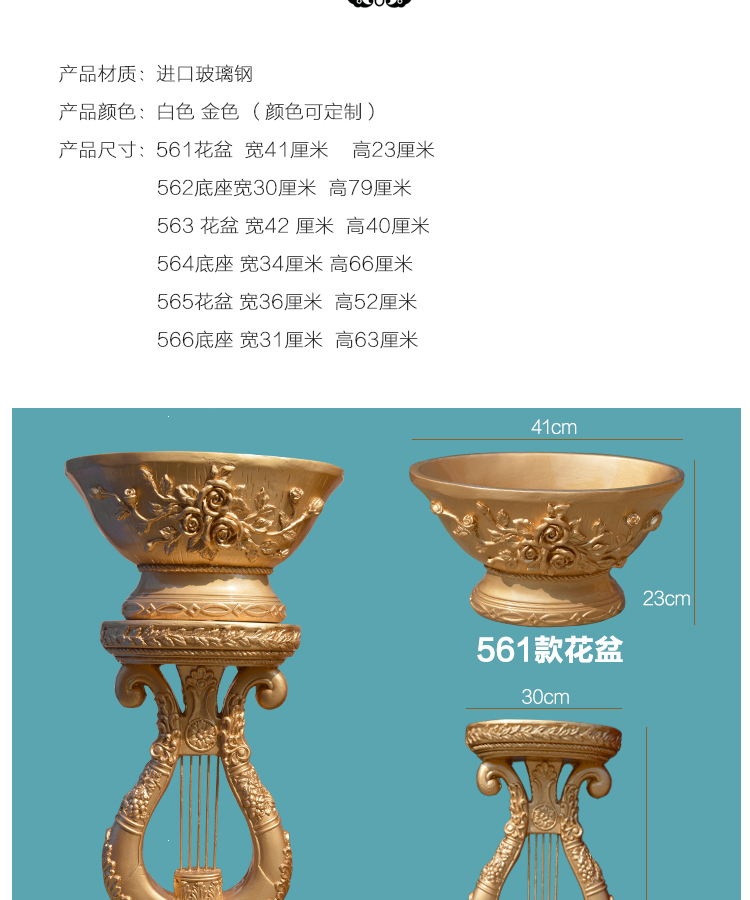 产品材质：进口玻璃钢
产品颜色：白色 金色（颜色可定制）
产品尺寸：561花盆 宽41厘米 高23厘米
562底座宽30厘米 高79厘米
563 花盆 宽42 厘米 高40厘米
564底座 宽34厘米 高66厘米
565花盆 宽36厘米 高52厘米
566底座 宽31厘米 高63厘米
41cm
23cm
561款花盆
30cm